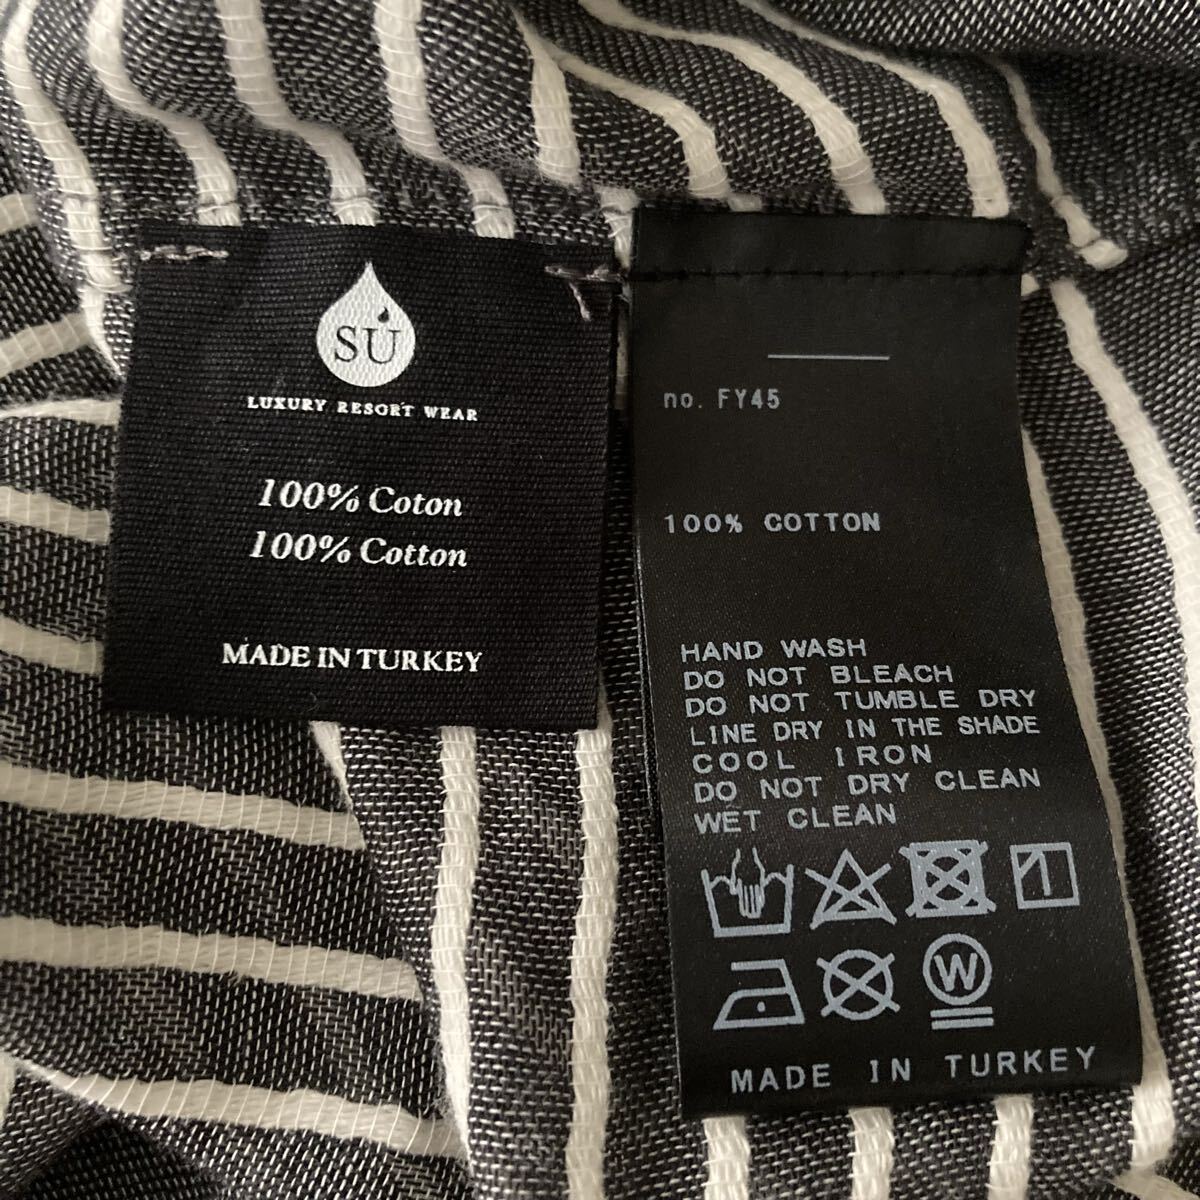 SU
LUXURY RESORT WEAR
100% Coton
100% Cotton
MADE IN TURKEY
no. FY45
100% COTTON
HAND WASH
DO NOT BLEACH
DO NOT TUMBLE DRY
LINE DRY IN THE SHADE
COOL IRON
DO NOT DRY CLEAN
WET CLEAN
W
MADE IN TURKEY